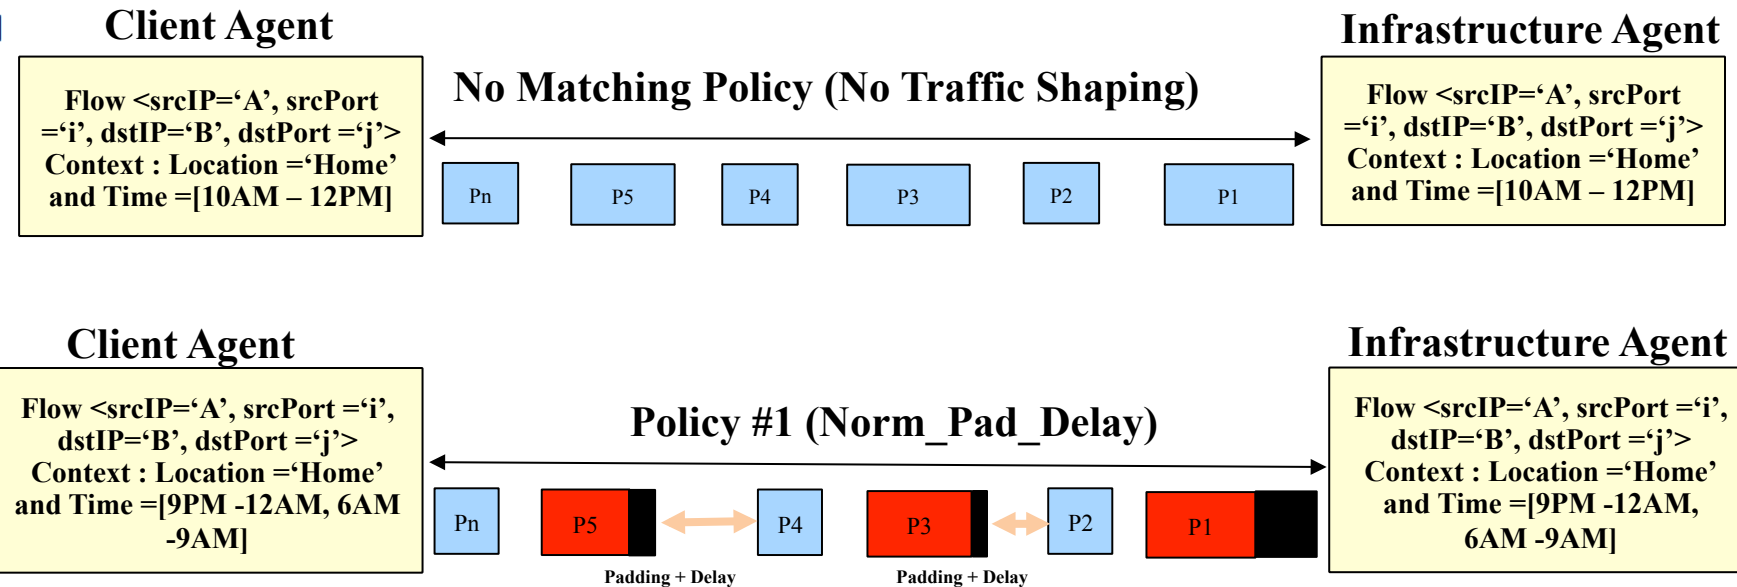 Client Agent
Infrastructure Agent
Flow <srcIP=‘A’, srcPort
=‘i’, dstIP=‘B’, dstPort =‘j’>
Context : Location =‘Home’
and Time =[10AM – 12PM]
No Matching Policy (No Traffic Shaping)
Pn P5 P4 P3 P2 P1
Flow <srcIP=‘A’, srcPort
=‘i’, dstIP=‘B’, dstPort =‘j’>
Context : Location =‘Home’
and Time =[10AM – 12PM]
Client Agent
Infrastructure Agent
Flow <srcIP=‘A’, srcPort =‘i’,
dstIP=‘B’, dstPort =‘j’>
Context : Location =‘Home’
and Time =[9PM -12AM, 6AM
-9AM]
Policy #1 (Norm_Pad_Delay)
Pn P5 P4 P3 P2 P1
Padding + Delay Padding + Delay
Flow <srcIP=‘A’, srcPort =‘i’,
dstIP=‘B’, dstPort =‘j’>
Context : Location =‘Home’
and Time =[9PM -12AM,
6AM -9AM]